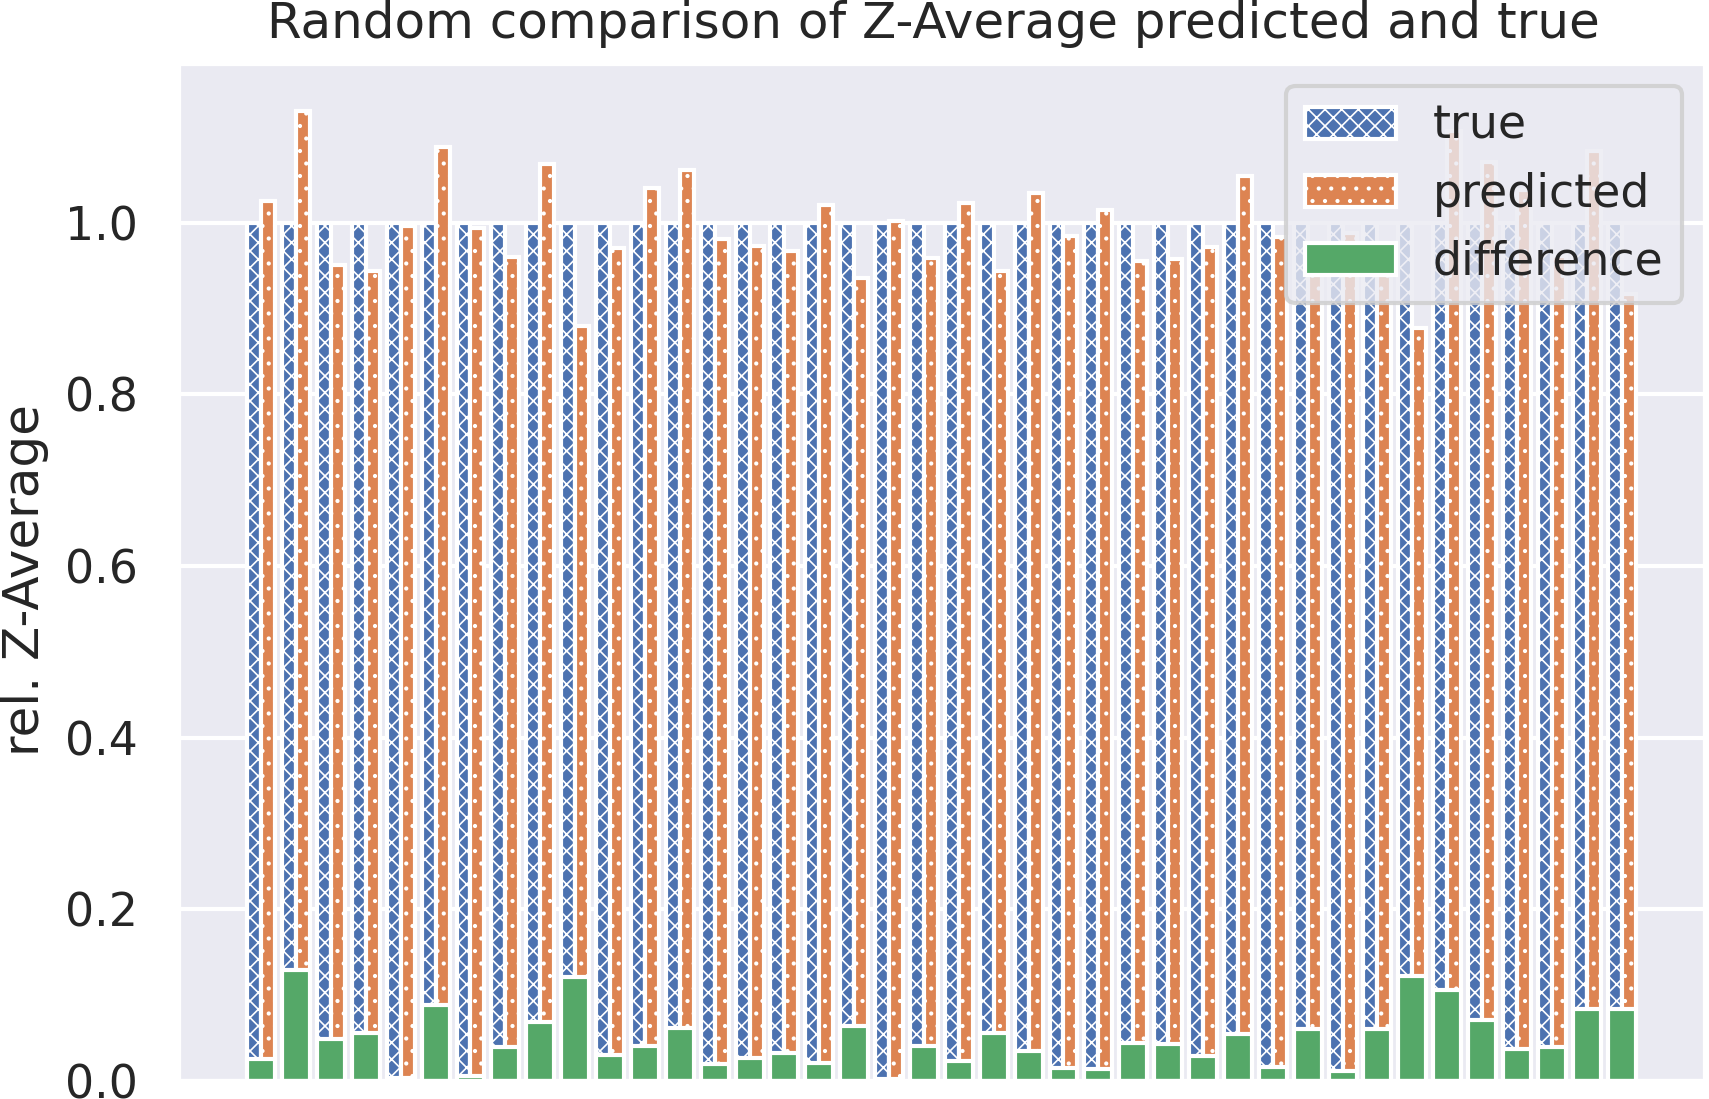 Random comparison of Z-Average predicted and true
true
predicted
difference
1.0
0.8
0.6
0.4
0.2
0.0
rel. Z-Average